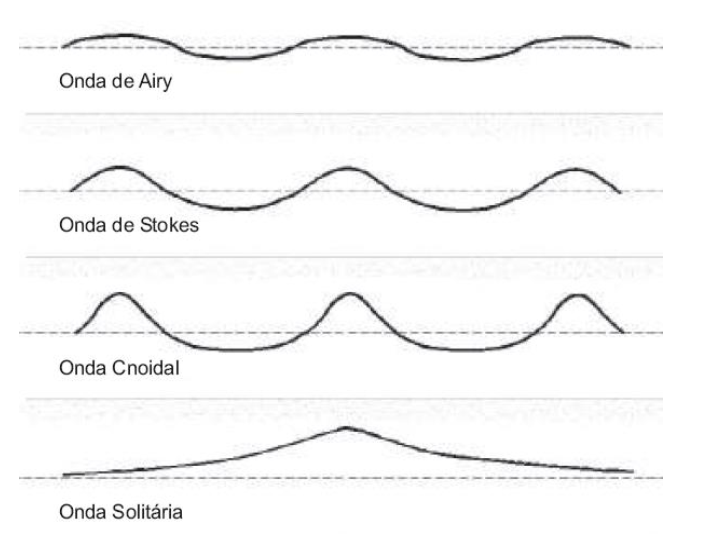 Onda de Airy
Onda de Stokes
Onda Cnoidal
Onda Solitária